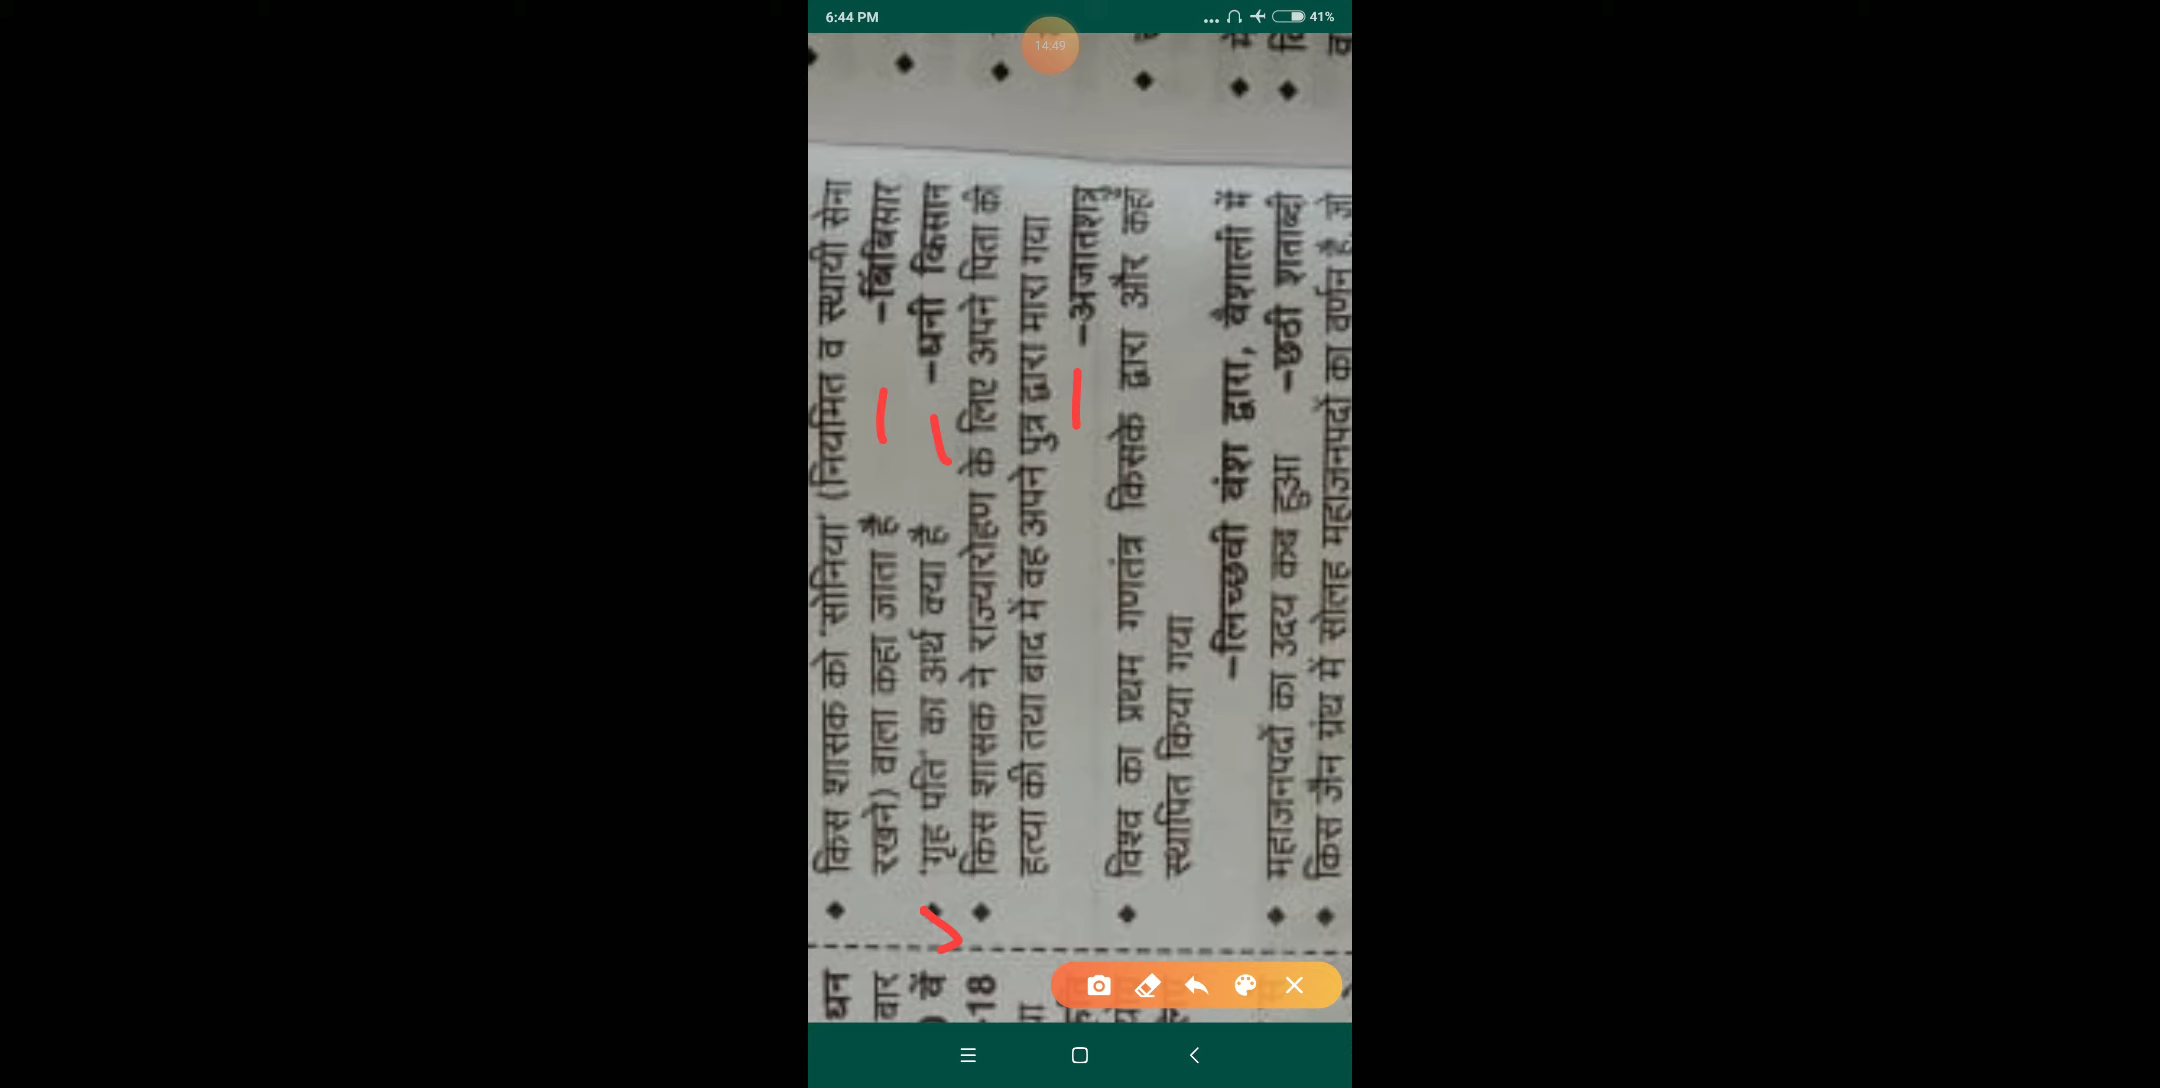 6:44 PM
41%
14:49
◆ किस शासक को 'सोनिया' (नियमित व स्थायी सेना
रखने) वाला कहा जाता है –बिंबिसार
◆ 'गृह पति' का अर्थ क्या है –धनी किसान
◆ किस शासक ने राज्यारोहण के लिए अपने पिता की
हत्या की तथा बाद में वह अपने पुत्र द्वारा मारा गया
–अजातशत्रु
◆ विश्व का प्रथम गणतंत्र किसके द्वारा और कहाँ
स्थापित किया गया
–लिच्छवी वंश द्वारा, वैशाली में
◆ महाजनपदों का उदय कब हुआ –छठी शताब्दी
◆ किस जैन ग्रंथ में सोलह महाजनपदों का वर्णन है, जो
धन
वार
वें
-18